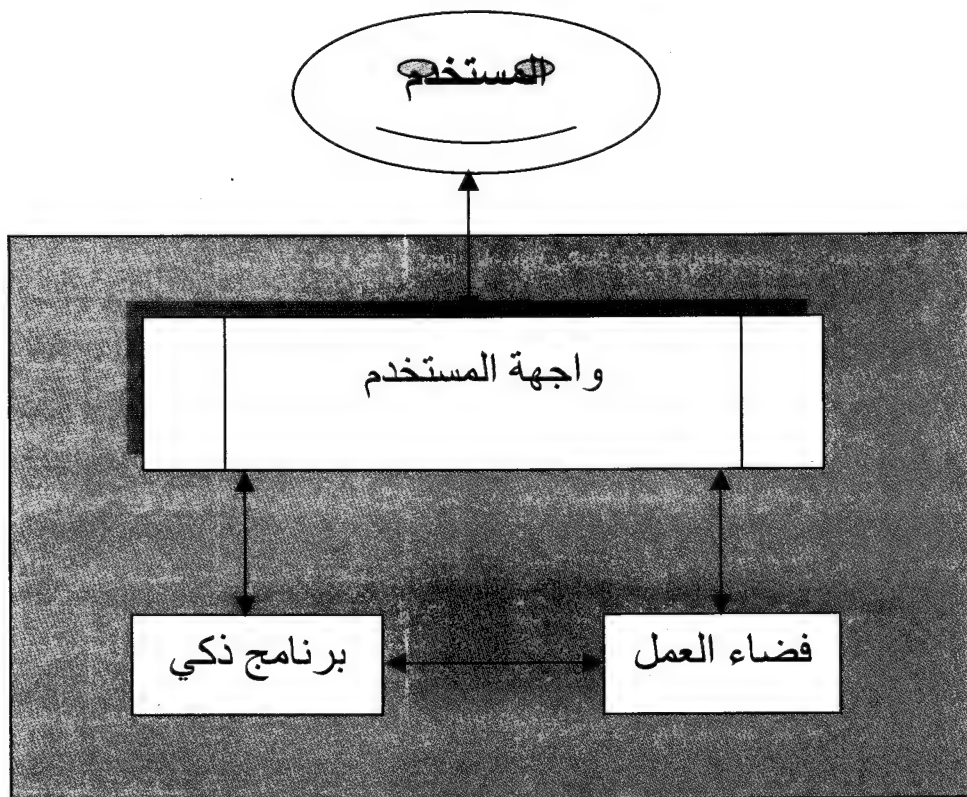 المستخدم
واجهة المستخدم
فضاء العمل
برنامج ذكي